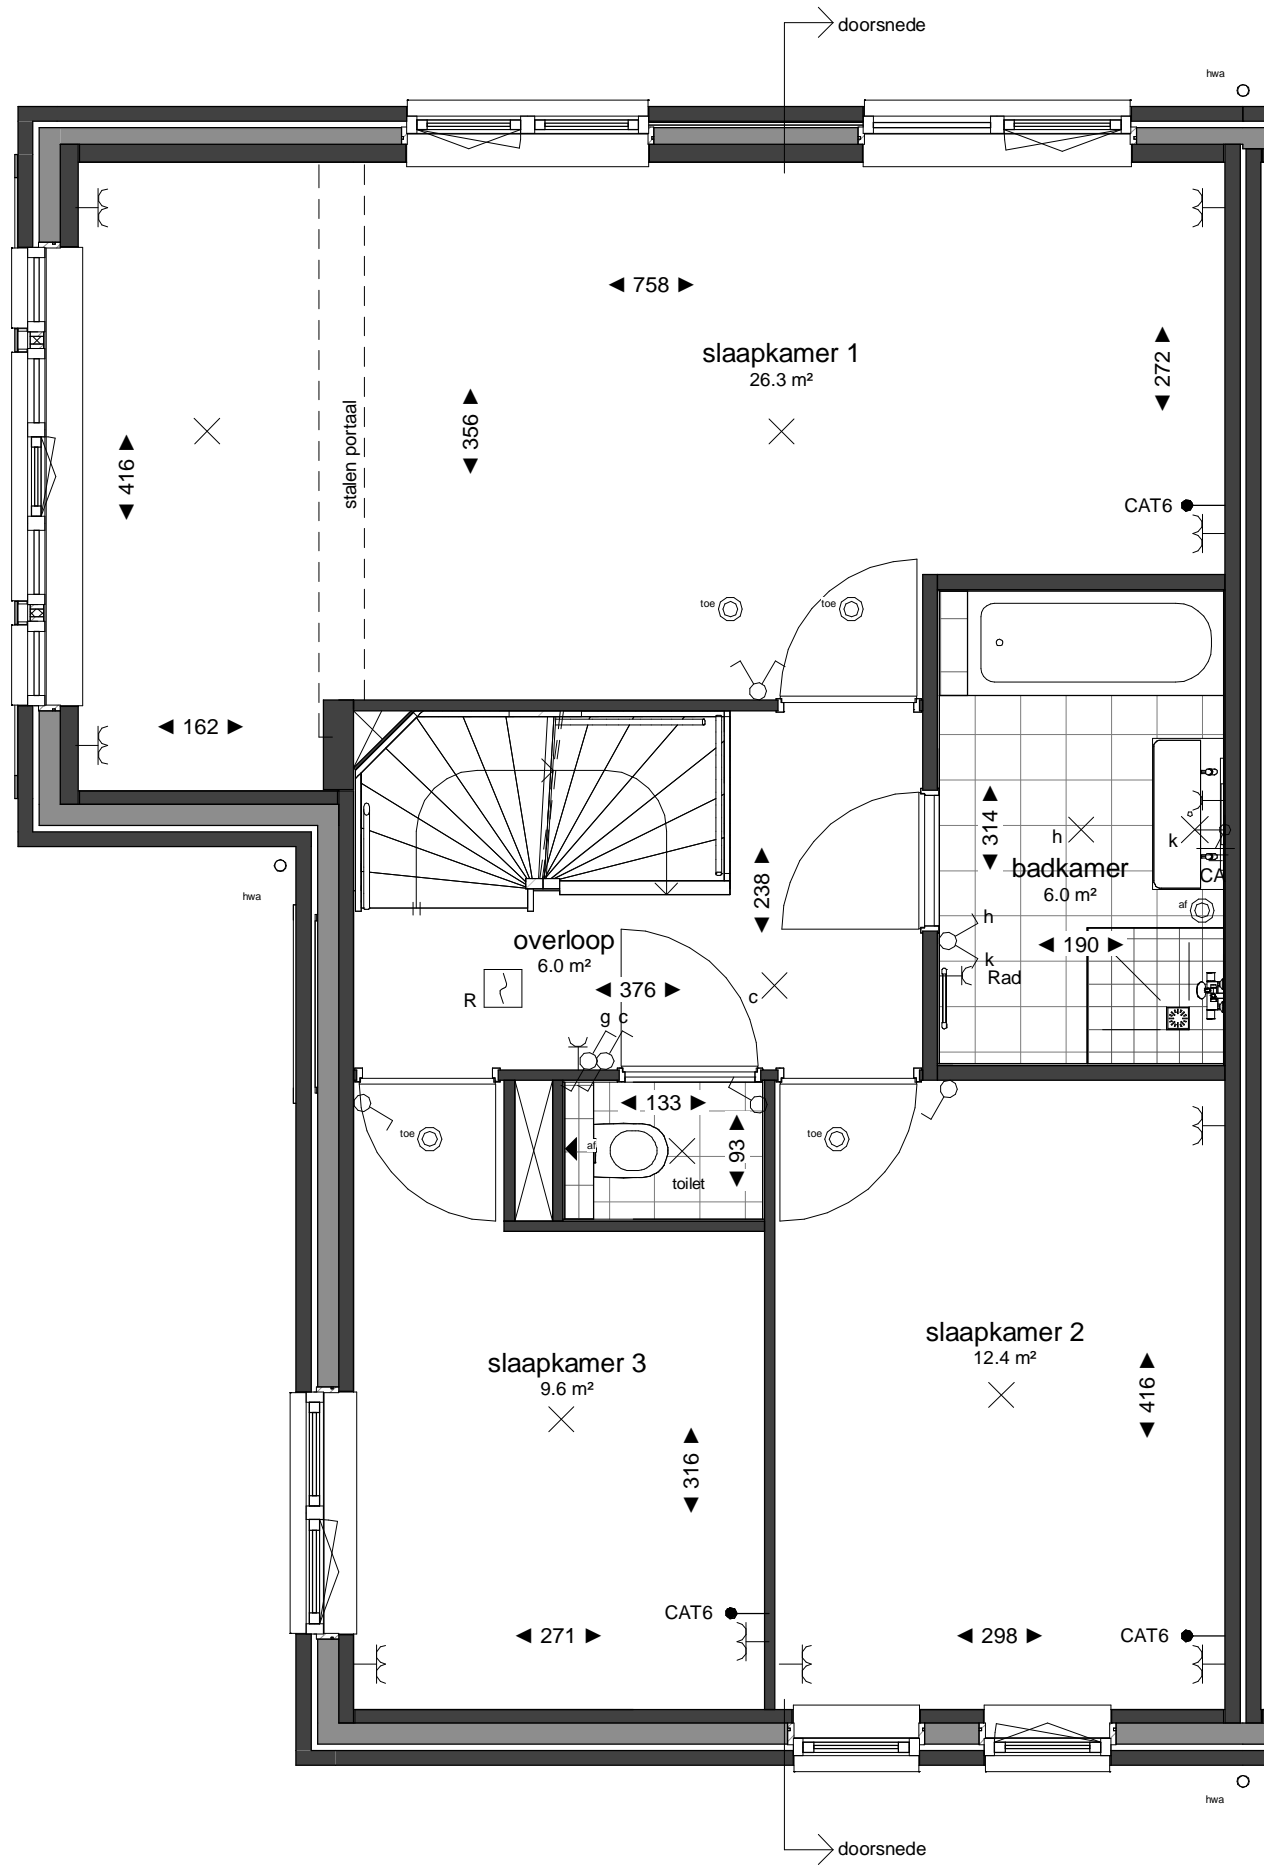 doorsnede
hwa
◄ 758 ►
slaapkamer 1
26.3 m²
◄ 272 ►
◄ 356 ►
stalen portaal
◄ 416 ►
CAT6
toe
toe
◄ 162 ►
◄ 314 ►
h
k
badkamer
6.0 m²
CA
hwa
◄ 238 ►
af
h
overloop
6.0 m²
◄ 190 ►
k
Rad
◄ 376 ►
R
c
g c
◄ 133 ►
toe
af
◄ 93 ►
toe
toilet
slaapkamer 2
12.4 m²
slaapkamer 3
9.6 m²
◄ 416 ►
◄ 316 ►
CAT6
◄ 271 ►
◄ 298 ►
CAT6
hwa
doorsnede